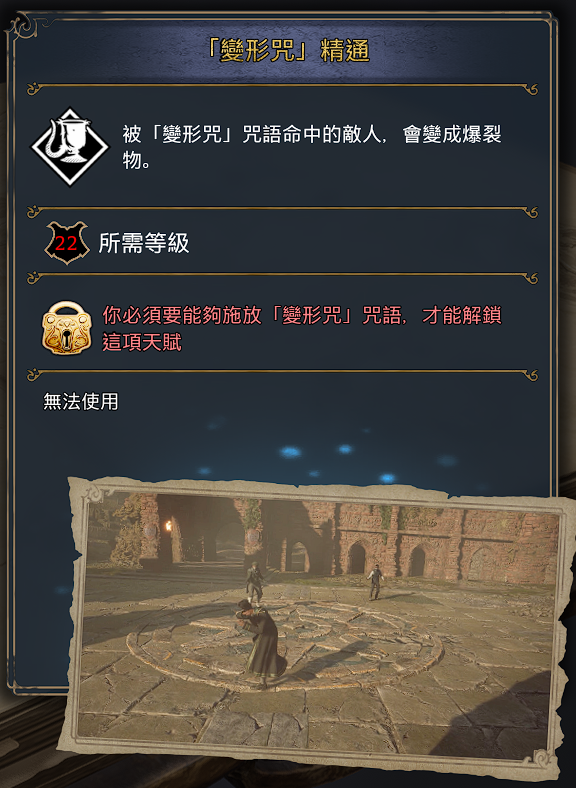 「變形咒」精通
被「變形咒」咒語命中的敵人，會變成爆裂
物。
22 所需等級
你必須要能夠施放「變形咒」咒語，才能解鎖
這項天賦
無法使用